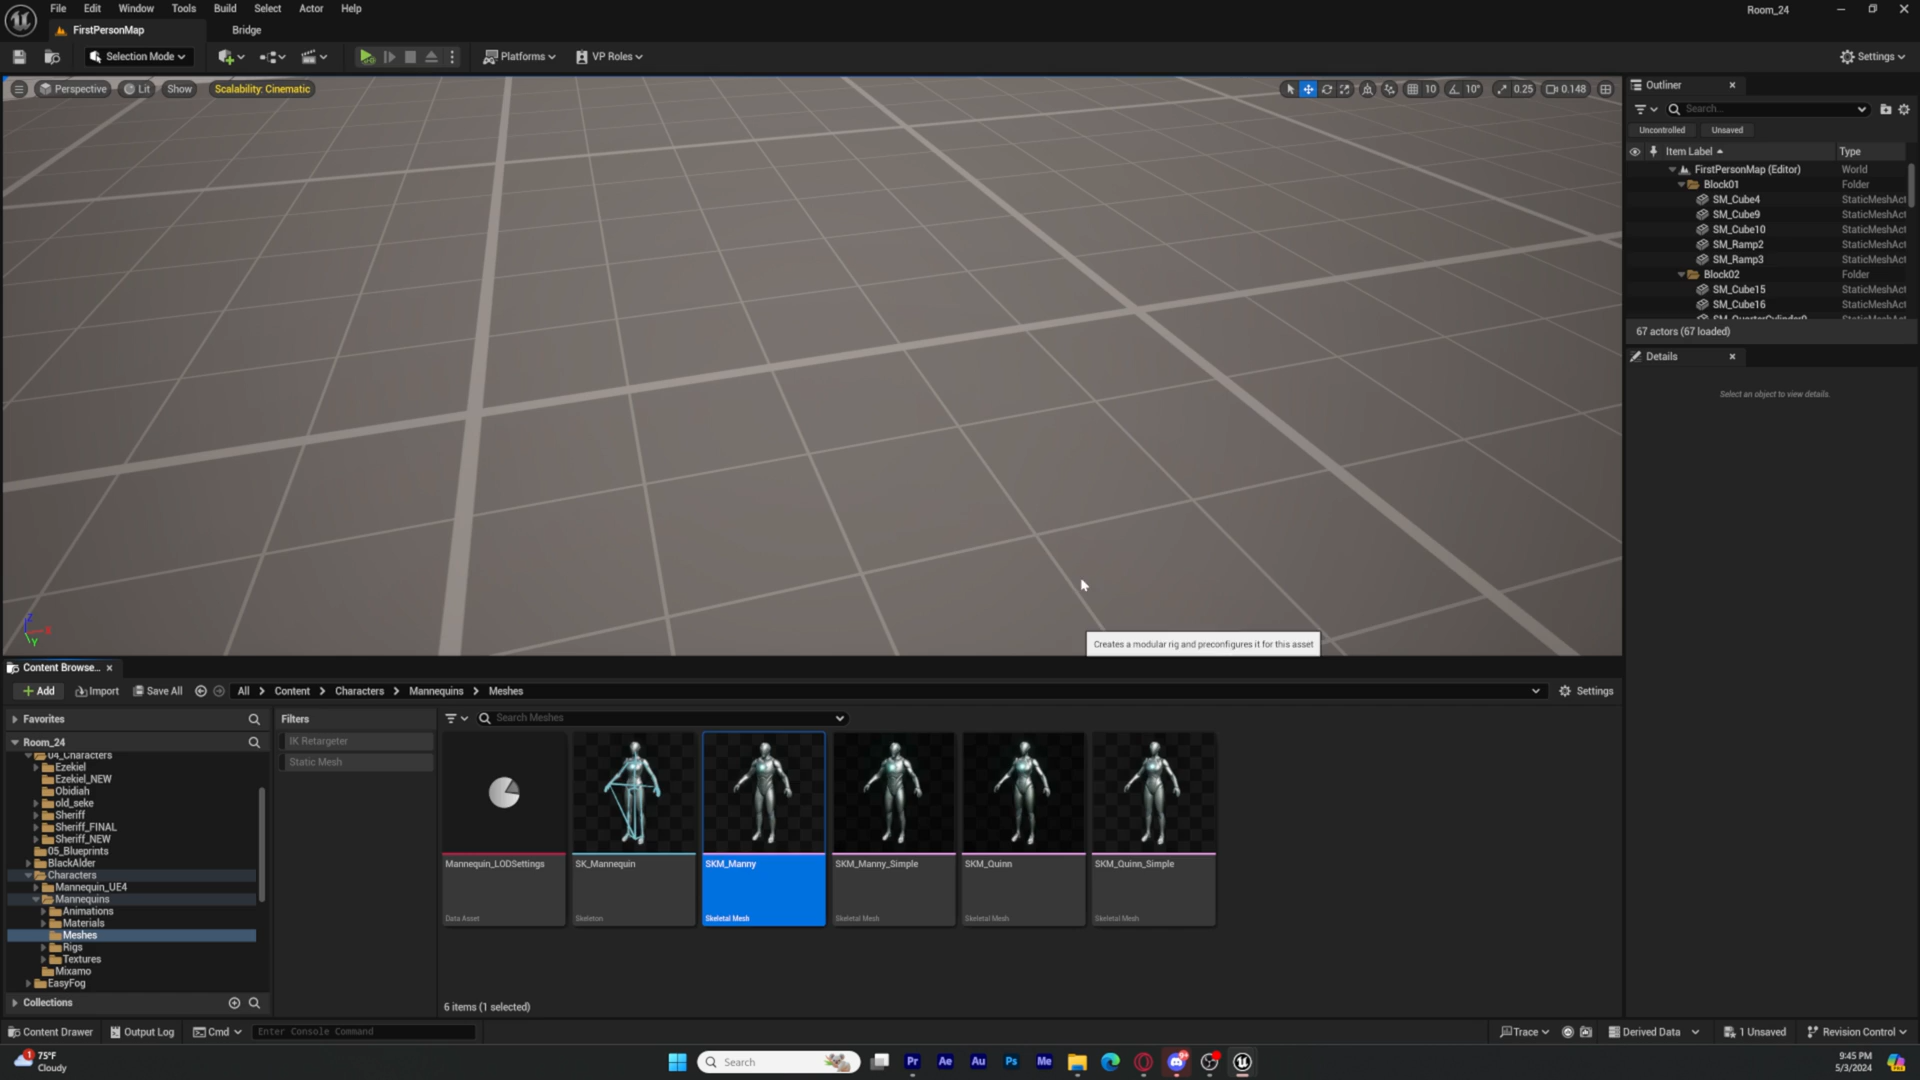 File Edit Window Tools Build Select Actor Help
Room_24
FirstPersonMap
Bridge
Selection Mode
Platforms
VP Roles
Settings
Perspective
Lit
Show
Scalability: Cinematic
10
10°
0.25
0.148
Outliner
Search...
Uncontrolled
Unsaved
Item Label
Type
FirstPersonMap (Editor) World
Block01 Folder
SM_Cube4 StaticMeshAct
SM_Cube9 StaticMeshAct
SM_Cube10 StaticMeshAct
SM_Ramp2 StaticMeshAct
SM_Ramp3 StaticMeshAct
Block02 Folder
SM_Cube15 StaticMeshAct
SM_Cube16 StaticMeshAct
67 actors (67 loaded)
Details
Select an object to view details.
Z
Y
Creates a modular rig and preconfigures it for this asset
Content Browse...
Add
Import
Save All
All > Content > Characters > Mannequins > Meshes
Settings
Favorites
Room_24
04_Characters
Ezekiel
Ezekiel_NEW
Obidiah
old_seke
Sheriff
Sheriff_FINAL
Sheriff_NEW
05_Blueprints
BlackAlder
Characters
Mannequin_UE4
Mannequins
Animations
Materials
Meshes
Rigs
Textures
Mixamo
EasyFog
Collections
Filters
IK Retargeter
Static Mesh
Search Meshes
Mannequin_LODSettings
Data Asset
SK_Mannequin
Skeleton
SKM_Manny
Skeletal Mesh
SKM_Manny_Simple
Skeletal Mesh
SKM_Quinn
Skeletal Mesh
SKM_Quinn_Simple
Skeletal Mesh
6 items (1 selected)
Content Drawer
Output Log
Cmd
Enter Console Command
Trace
Derived Data
1 Unsaved
Revision Control
1
75°F
Cloudy
Search
Pr
Ae
Au
Ps
Me
9:45 PM
5/3/2024